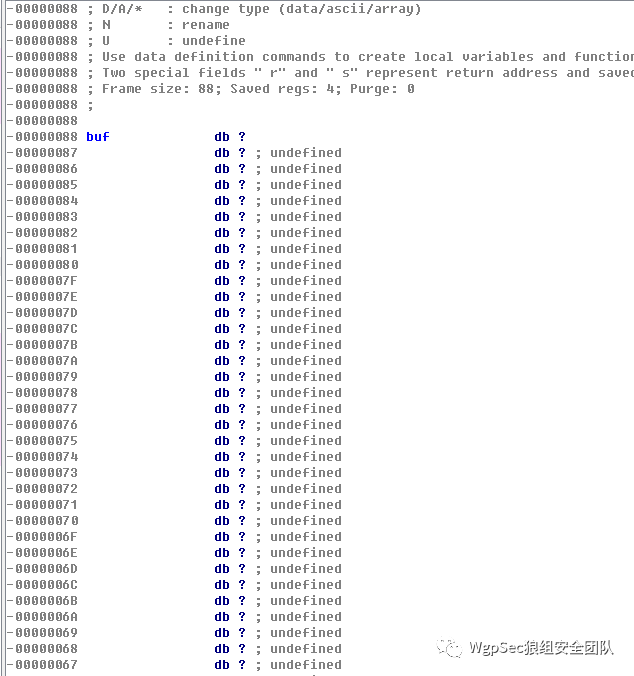 -00000088 ; D/A/*   : change type (data/ascii/array)
-00000088 ; N       : rename
-00000088 ; U       : undefine
-00000088 ; Use data definition commands to create local variables and function
-00000088 ; Two special fields " r" and " s" represent return address and saved
-00000088 ; Frame size: 88; Saved regs: 4; Purge: 0
-00000088 ;
-00000088
-00000088 buf             db ?
-00000087                 db ? ; undefined
-00000086                 db ? ; undefined
-00000085                 db ? ; undefined
-00000084                 db ? ; undefined
-00000083                 db ? ; undefined
-00000082                 db ? ; undefined
-00000081                 db ? ; undefined
-00000080                 db ? ; undefined
-0000007F                 db ? ; undefined
-0000007E                 db ? ; undefined
-0000007D                 db ? ; undefined
-0000007C                 db ? ; undefined
-0000007B                 db ? ; undefined
-0000007A                 db ? ; undefined
-00000079                 db ? ; undefined
-00000078                 db ? ; undefined
-00000077                 db ? ; undefined
-00000076                 db ? ; undefined
-00000075                 db ? ; undefined
-00000074                 db ? ; undefined
-00000073                 db ? ; undefined
-00000072                 db ? ; undefined
-00000071                 db ? ; undefined
-00000070                 db ? ; undefined
-0000006F                 db ? ; undefined
-0000006E                 db ? ; undefined
-0000006D                 db ? ; undefined
-0000006C                 db ? ; undefined
-0000006B                 db ? ; undefined
-0000006A                 db ? ; undefined
-00000069                 db ? ; undefined
-00000068                 db ? ; undefined
-00000067                 db ? ; undefined
WgpSec狼组安全团队